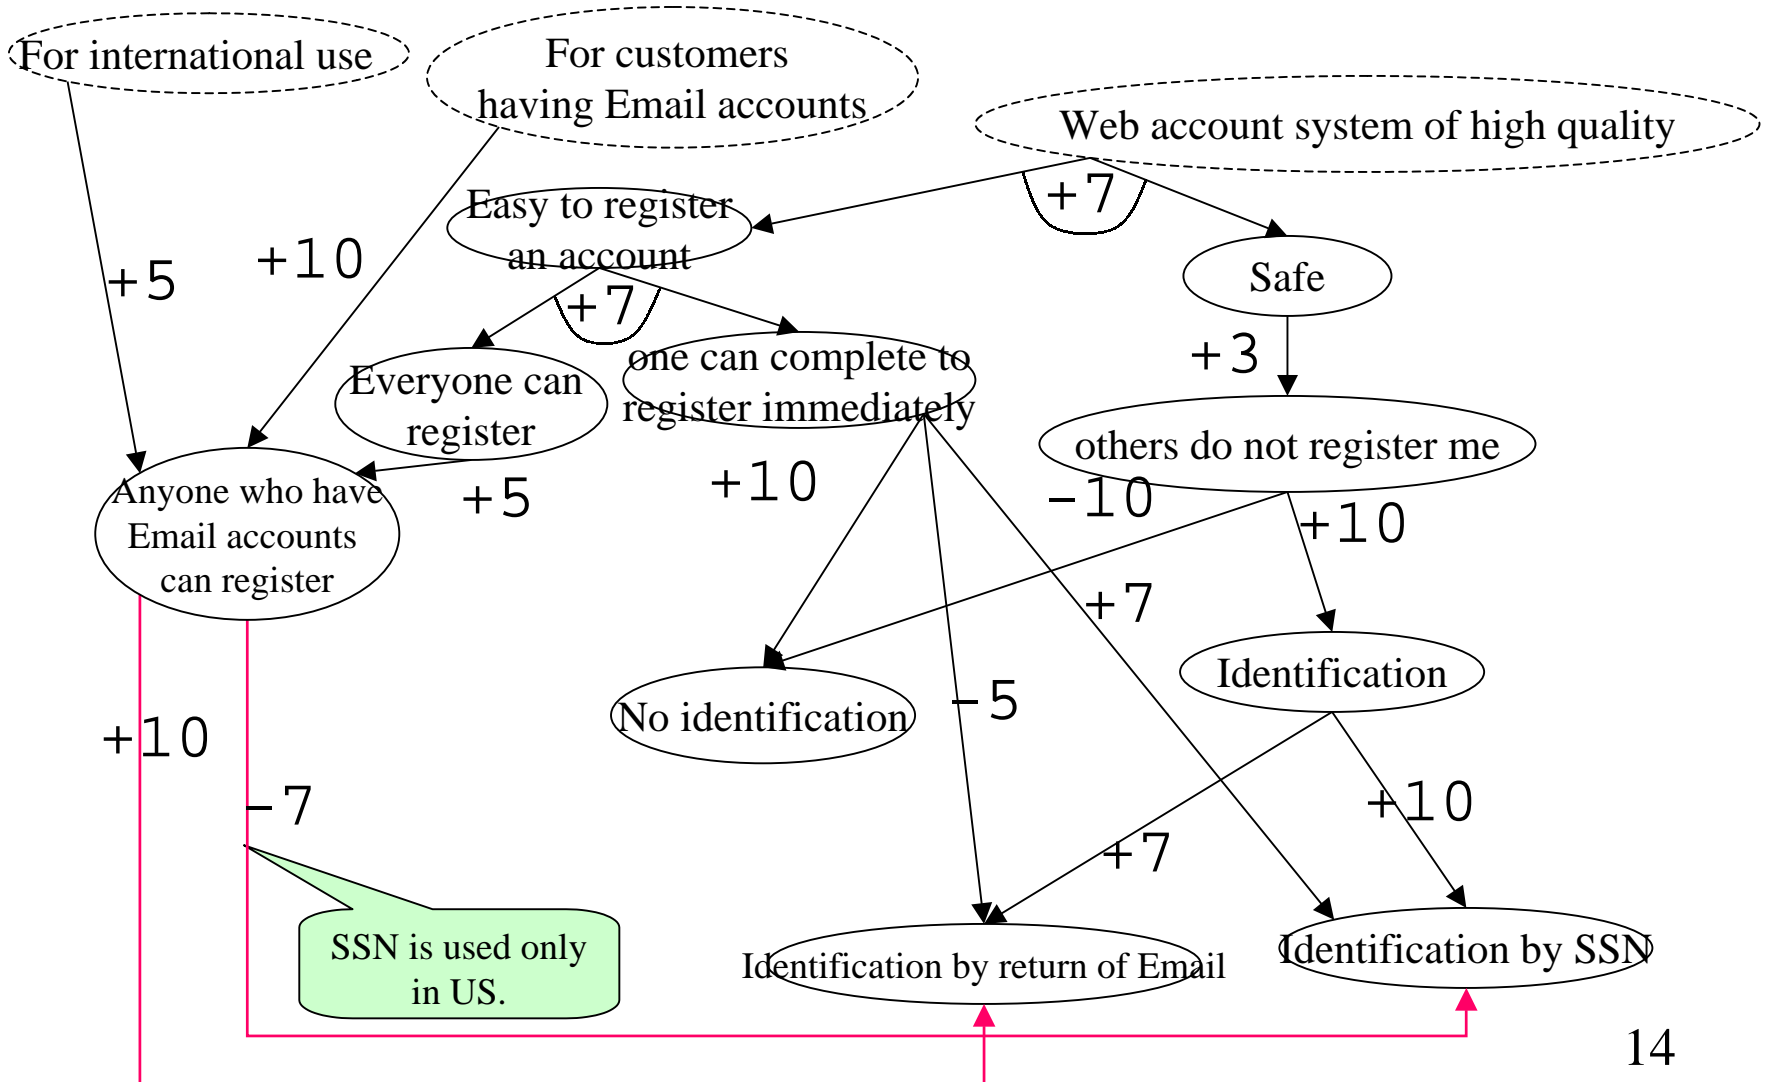 For international use
For customers
having Email accounts
Web account system of high quality
+7
Easy to register
an account
Safe
+10
+5
+7
+3
one can complete to
register immediately
Everyone can
register
others do not register me
+10
+5
-10
+10
Anyone who have
Email accounts
can register
+7
Identification
No identification
-5
+10
-7
+10
+7
SSN is used only
in US.
Identification by return of Email
Identification by SSN
14